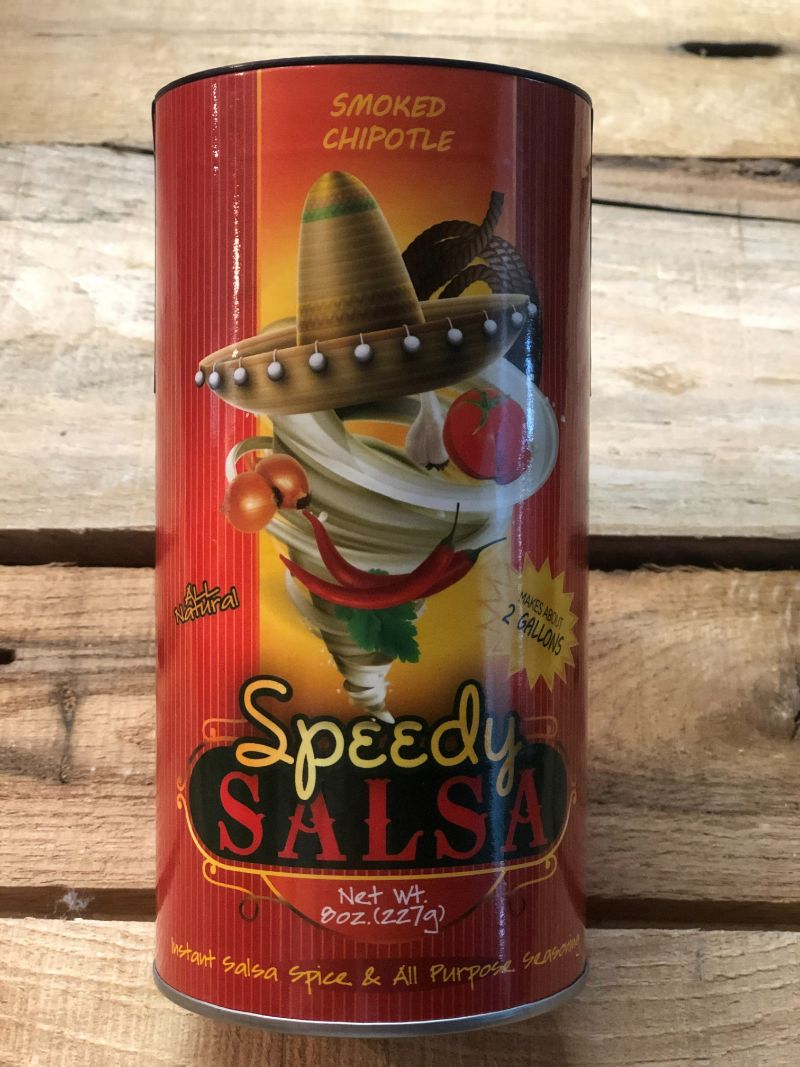 SMOKED
CHIPOTLE
ALL
Natural
MAKES ABOUT
2 GALLONS
Speedy
SALSA
Net Wt.
8oz.(227g)
Instant Salsa Spice & All Purpose Seasoning